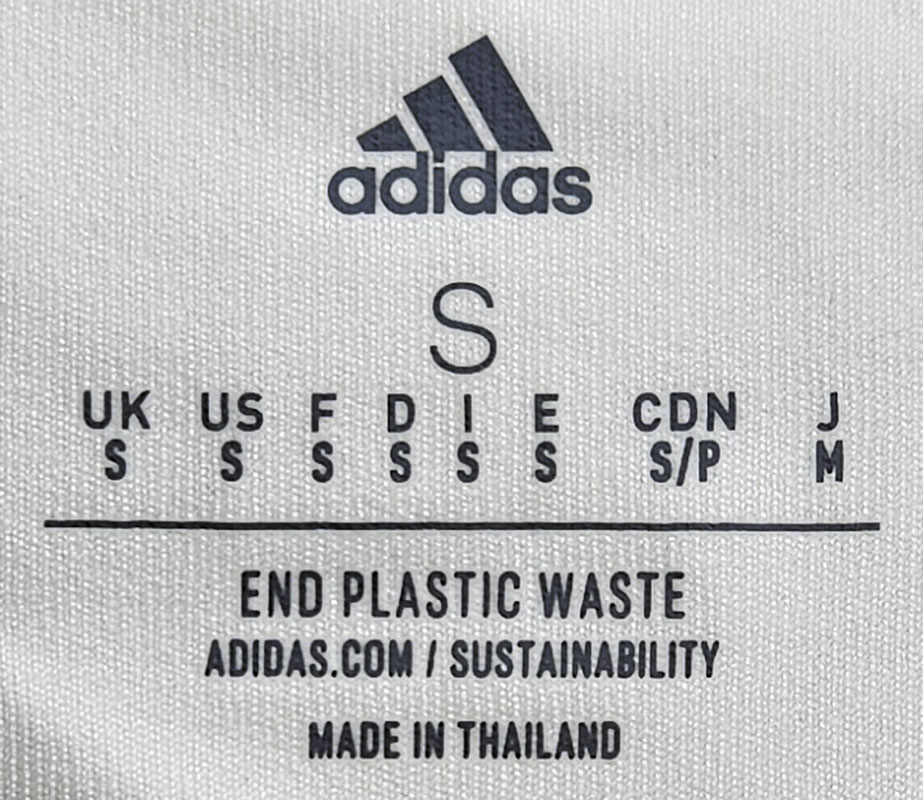 adidas
S
UK US F D I E CDN J
S S S S S S S/P M
END PLASTIC WASTE
ADIDAS.COM / SUSTAINABILITY
MADE IN THAILAND